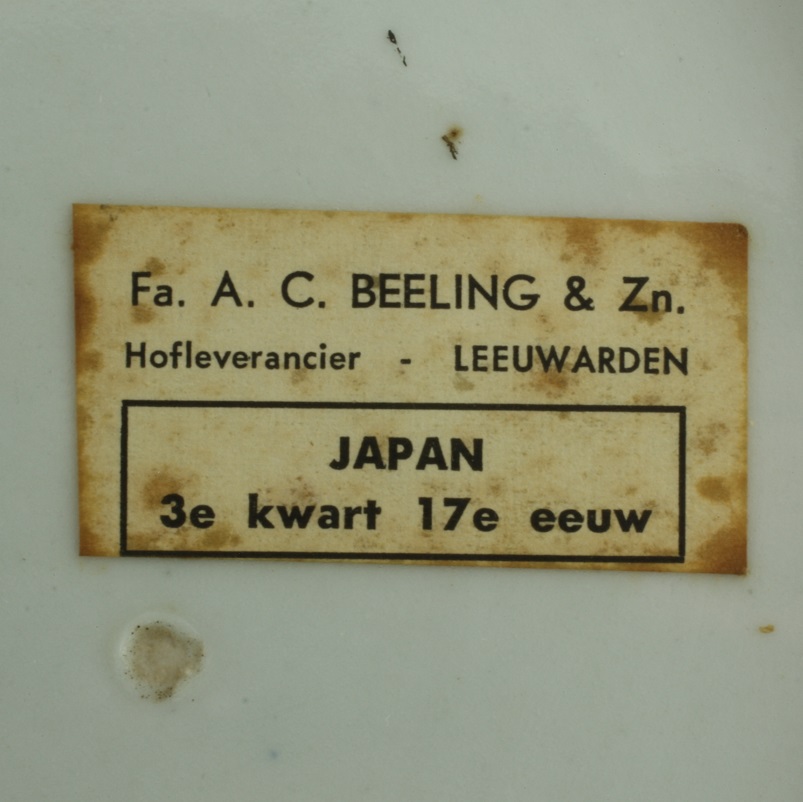 Fa. A. C. BEELING & Zn.
Hofleverancier - LEEUWARDEN
JAPAN
3e kwart 17e eeuw